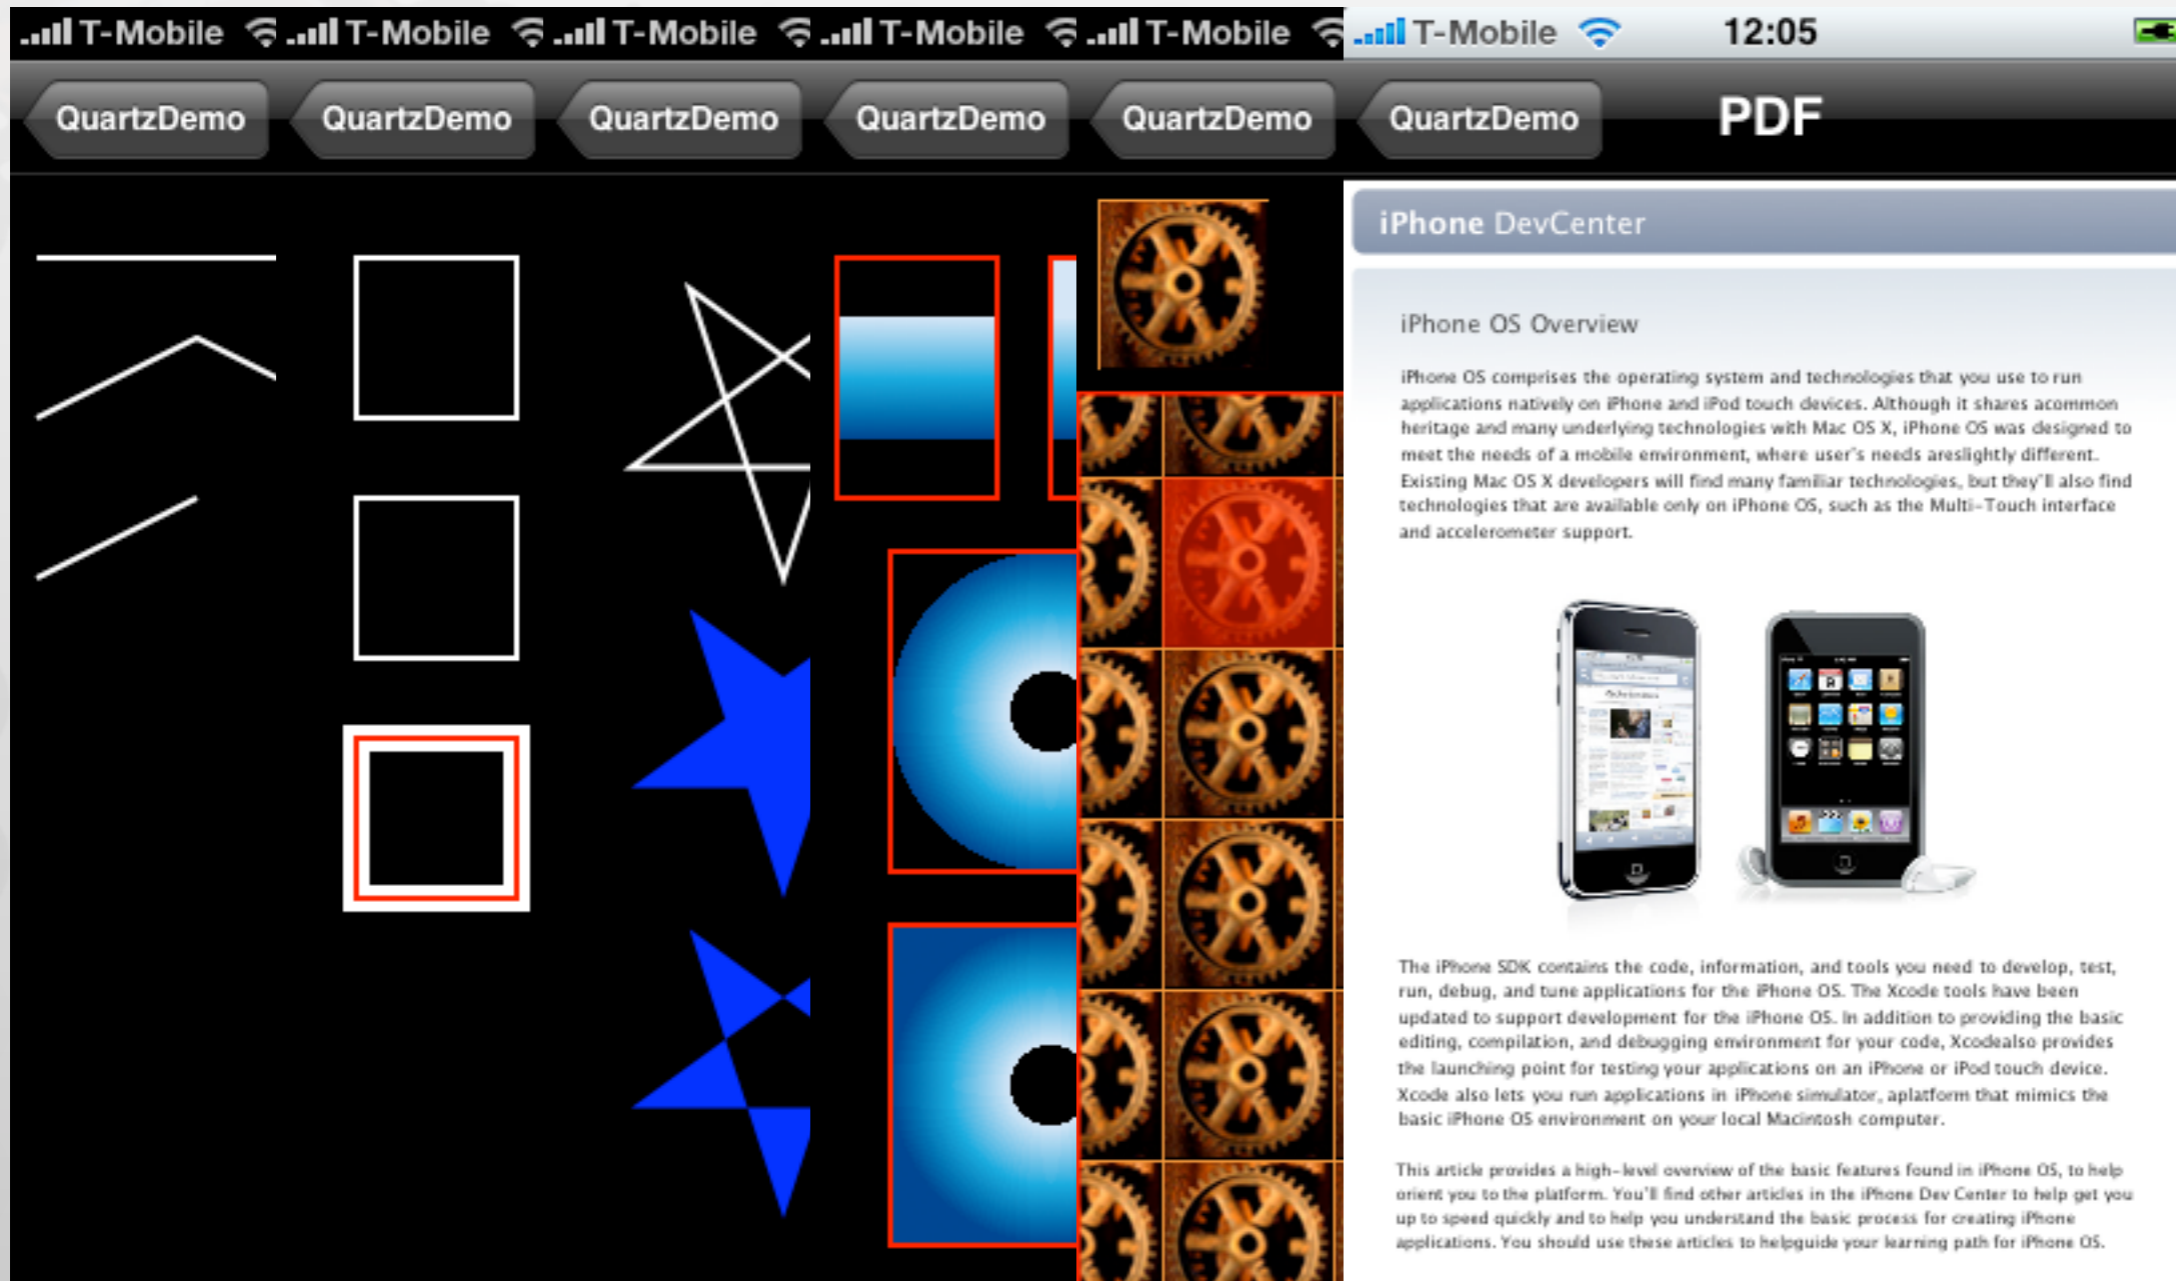 T-Mobile T-Mobile T-Mobile T-Mobile T-Mobile T-Mobile 12:05
QuartzDemo QuartzDemo QuartzDemo QuartzDemo QuartzDemo QuartzDemo PDF
iPhone DevCenter
iPhone OS Overview
iPhone OS comprises the operating system and technologies that you use to run
applications natively on iPhone and iPod touch devices. Although it shares acommon
heritage and many underlying technologies with Mac OS X, iPhone OS was designed to
meet the needs of a mobile environment, where user's needs areslightly different.
Existing Mac OS X developers will find many familiar technologies, but they'll also find
technologies that are available only on iPhone OS, such as the Multi-Touch interface
and accelerometer support.
The iPhone SDK contains the code, information, and tools you need to develop, test,
run, debug, and tune applications for the iPhone OS. The Xcode tools have been
updated to support development for the iPhone OS. In addition to providing the basic
editing, compilation, and debugging environment for your code, Xcodealso provides
the launching point for testing your applications on an iPhone or iPod touch device.
Xcode also lets you run applications in iPhone simulator, aplatform that mimics the
basic iPhone OS environment on your local Macintosh computer.
This article provides a high-level overview of the basic features found in iPhone OS, to help
orient you to the platform. You'll find other articles in the iPhone Dev Center to help get you
up to speed quickly and to help you understand the basic process for creating iPhone
applications. You should use these articles to helpguide your learning path for iPhone OS.